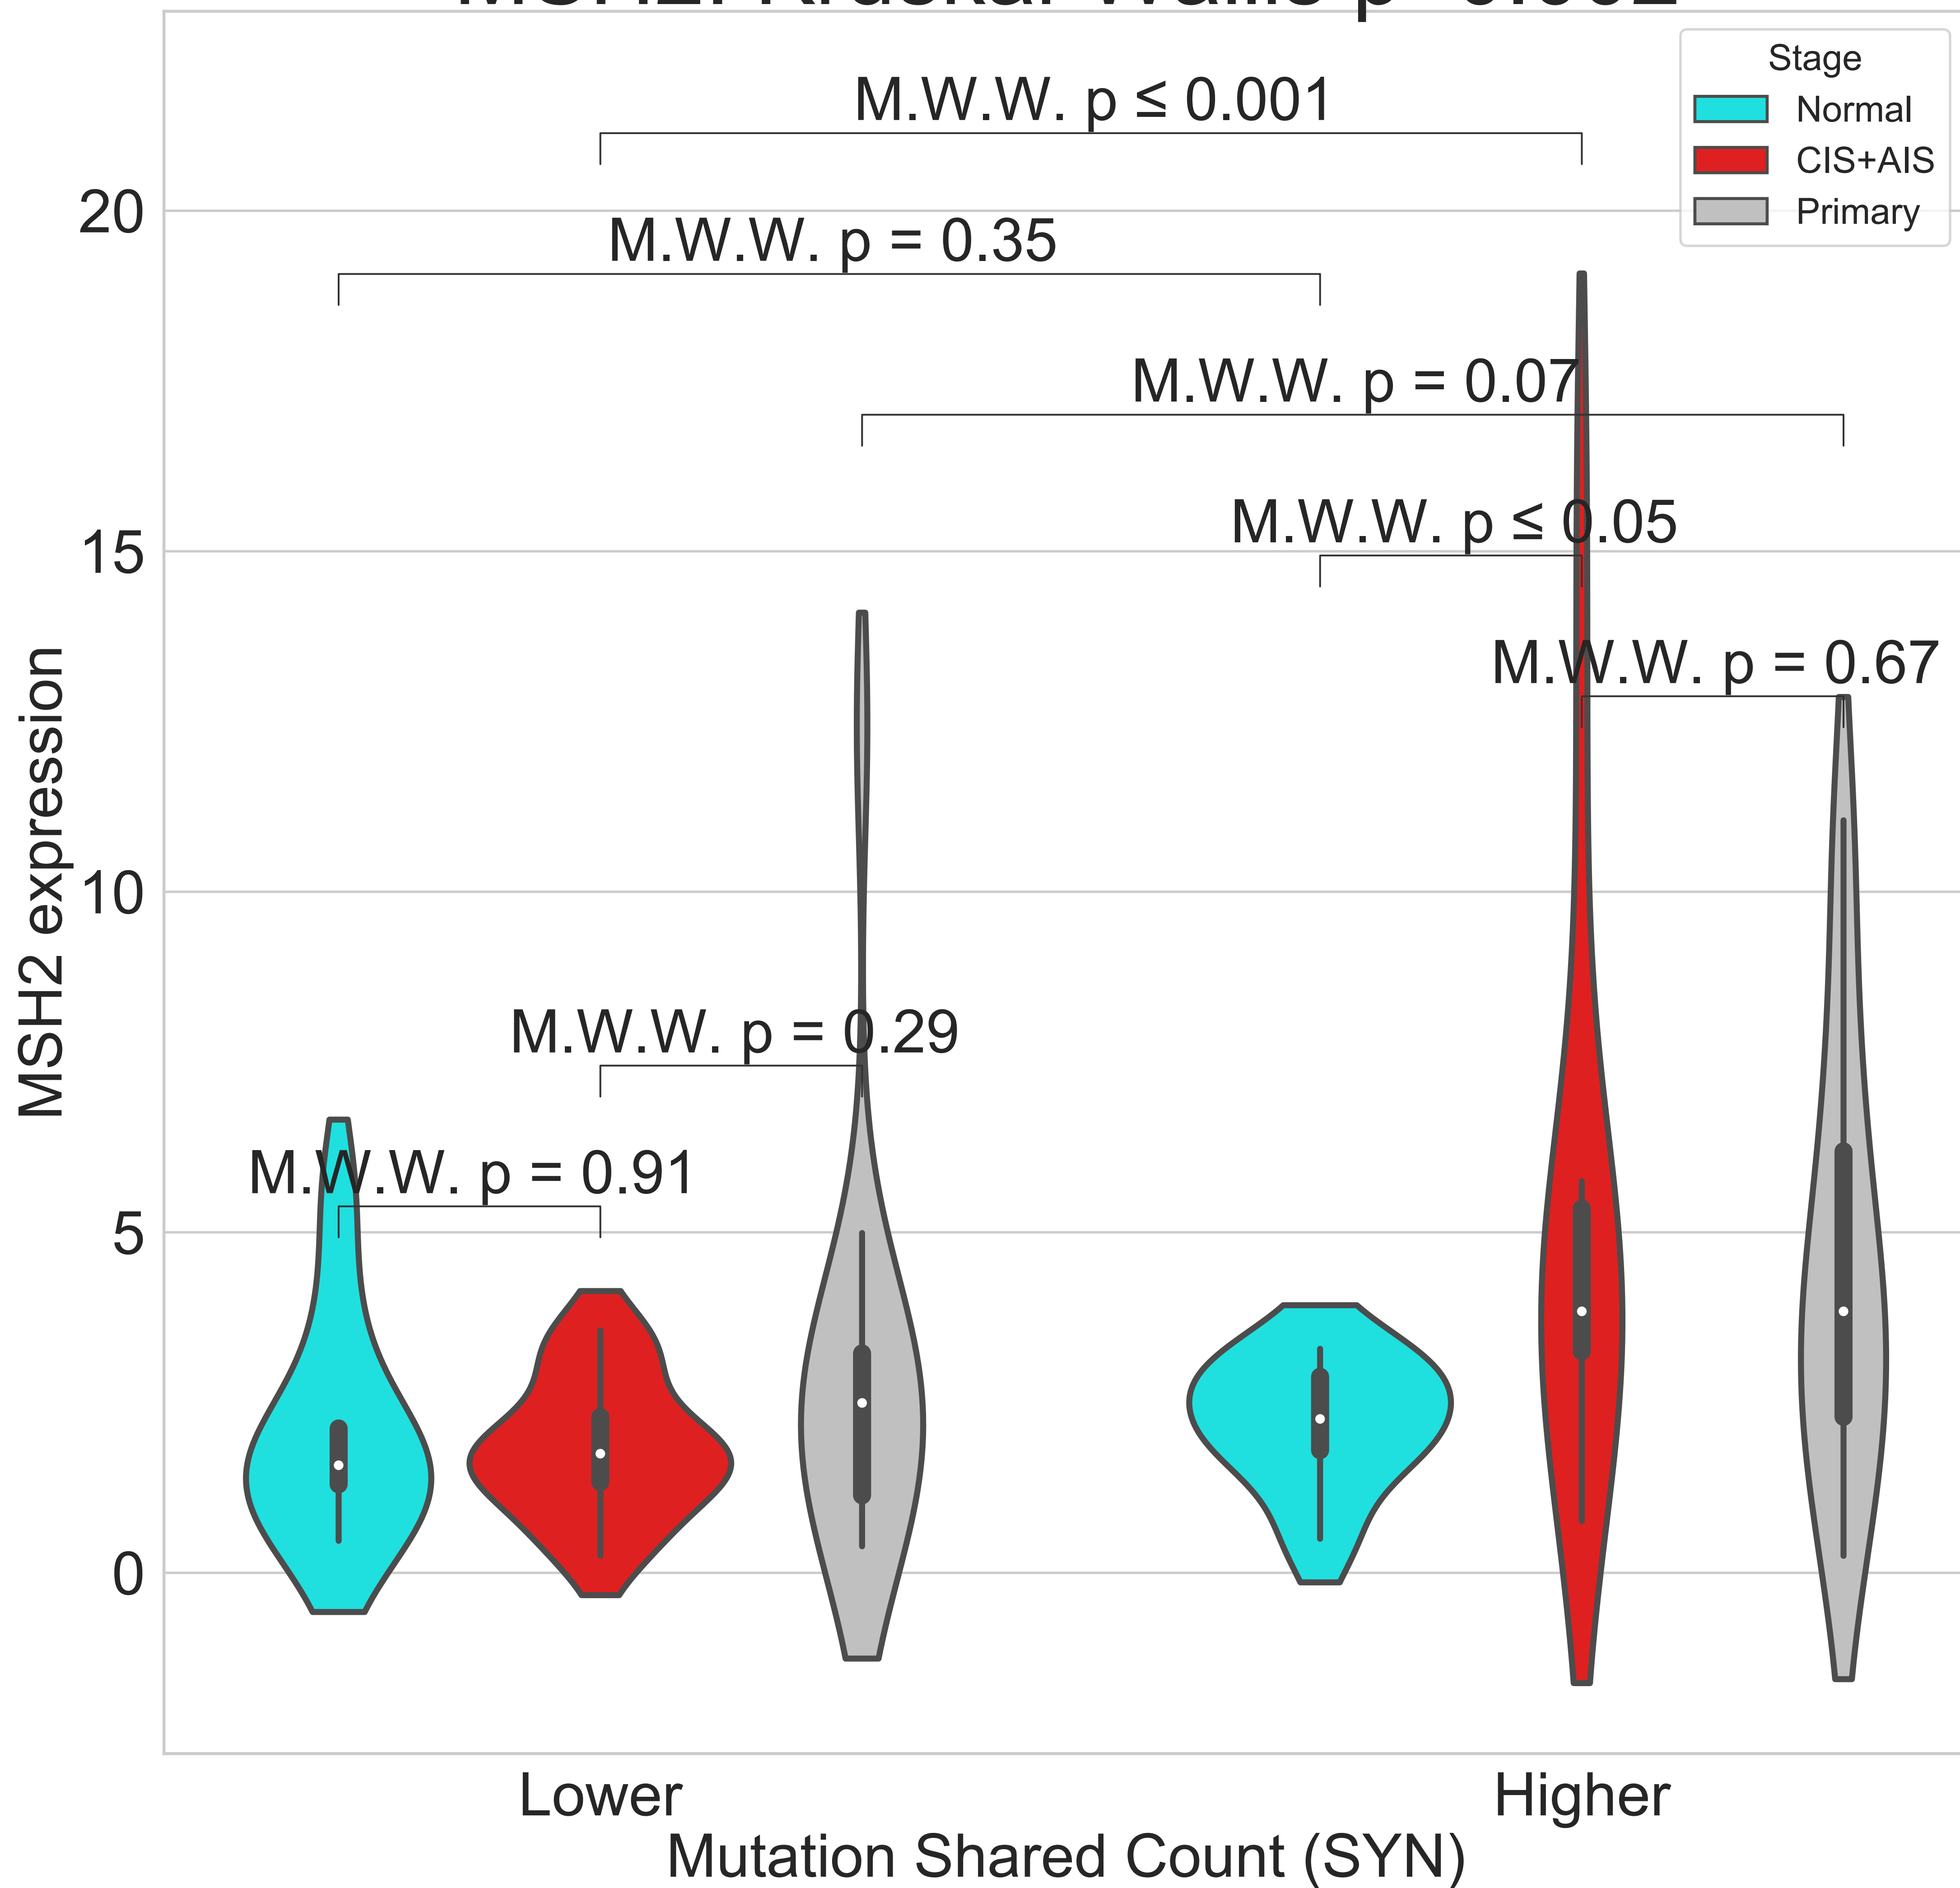 Stage
Normal
CIS+AIS
Primary
M.W.W. p ≤ 0.001
M.W.W. p = 0.35
M.W.W. p = 0.07
M.W.W. p ≤ 0.05
M.W.W. p = 0.67
M.W.W. p = 0.29
M.W.W. p = 0.91
20
15
10
5
0
MSH2 expression
Lower
Higher
Mutation Shared Count (SYN)